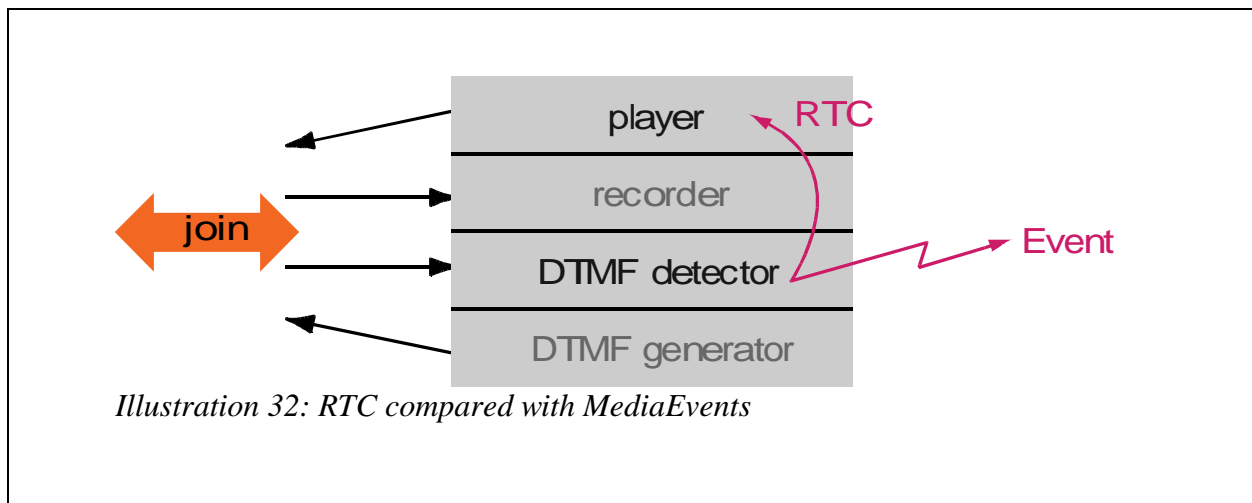 player
RTC
recorder
join
Event
DTMF detector
DTMF generator
Illustration 32: RTC compared with MediaEvents